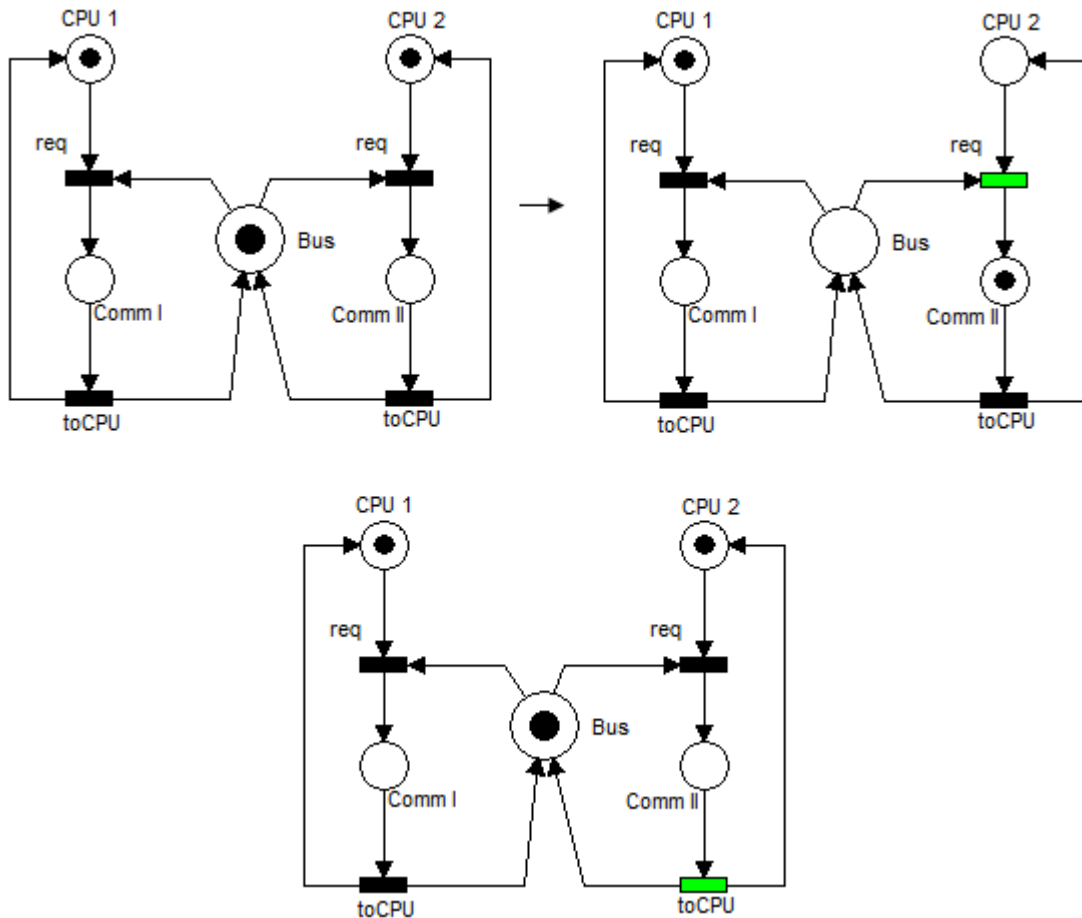 CPU 1
CPU 2
req
req
Bus
Comm I
Comm II
toCPU
toCPU
CPU 1
CPU 2
req
req
Bus
Comm I
Comm II
toCPU
toCPU
CPU 1
CPU 2
req
req
Bus
Comm I
Comm II
toCPU
toCPU